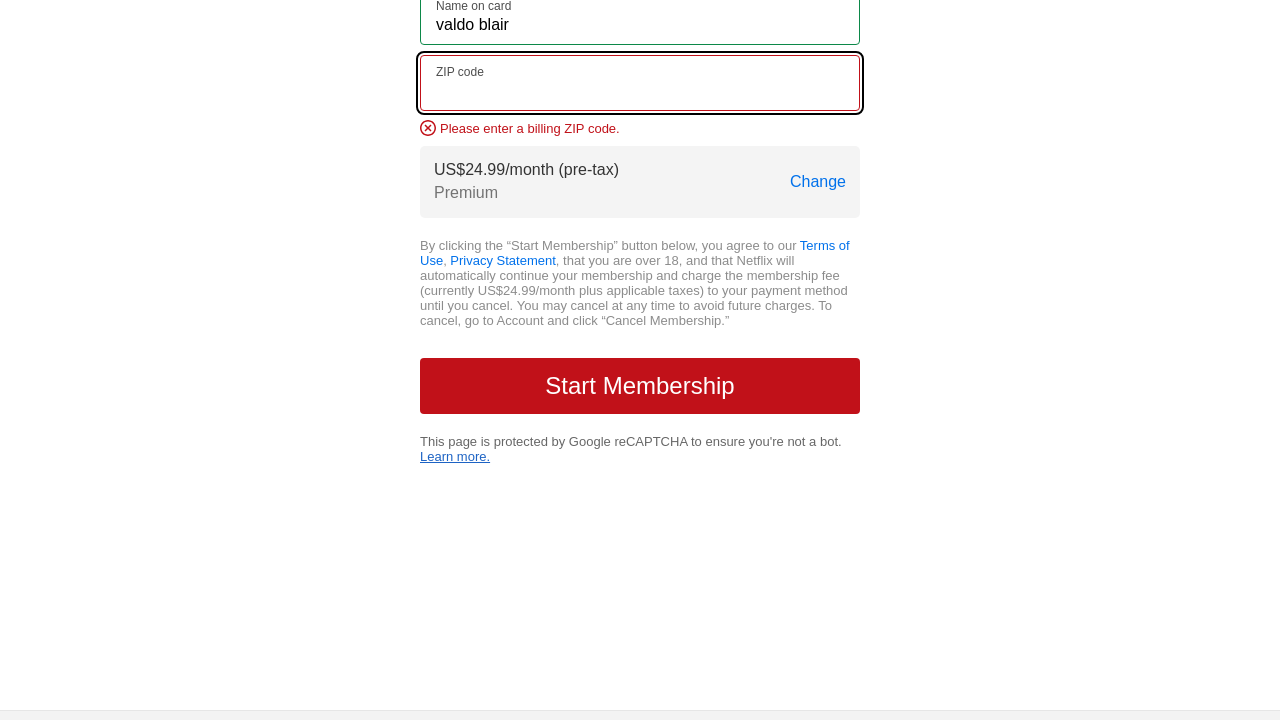 Name on card
valdo blair
ZIP code
Please enter a billing ZIP code.
US$24.99/month (pre-tax)
Premium
Change
By clicking the “Start Membership” button below, you agree to our Terms of
Use, Privacy Statement, that you are over 18, and that Netflix will
automatically continue your membership and charge the membership fee
(currently US$24.99/month plus applicable taxes) to your payment method
until you cancel. You may cancel at any time to avoid future charges. To
cancel, go to Account and click “Cancel Membership.”
Start Membership
This page is protected by Google reCAPTCHA to ensure you're not a bot.
Learn more.